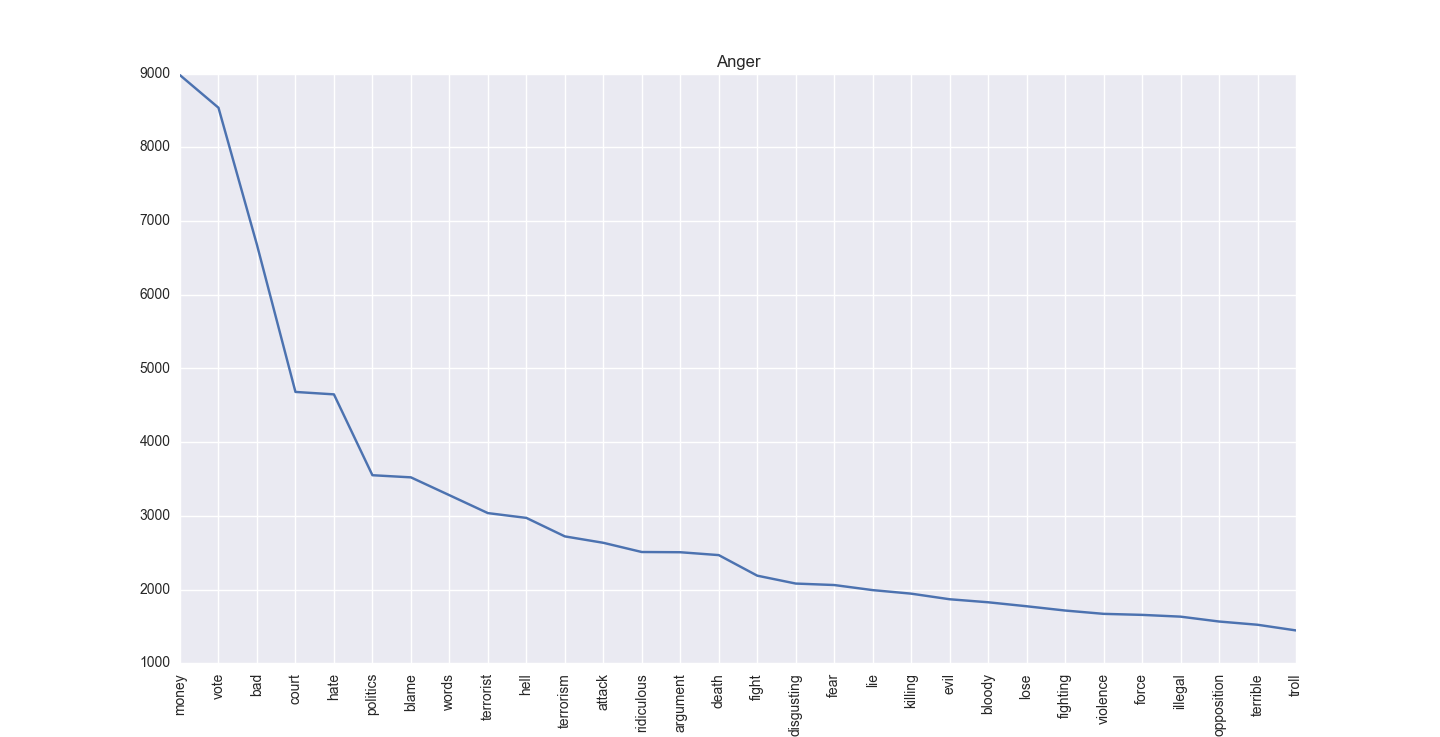 Anger
9000
8000
7000
6000
5000
4000
3000
2000
1000
money
vote
bad
court
hate
politics
blame
words
terrorist
hell
terrorism
attack
ridiculous
argument
death
fight
disgusting
fear
lie
killing
evil
bloody
lose
fighting
violence
force
illegal
opposition
terrible
troll